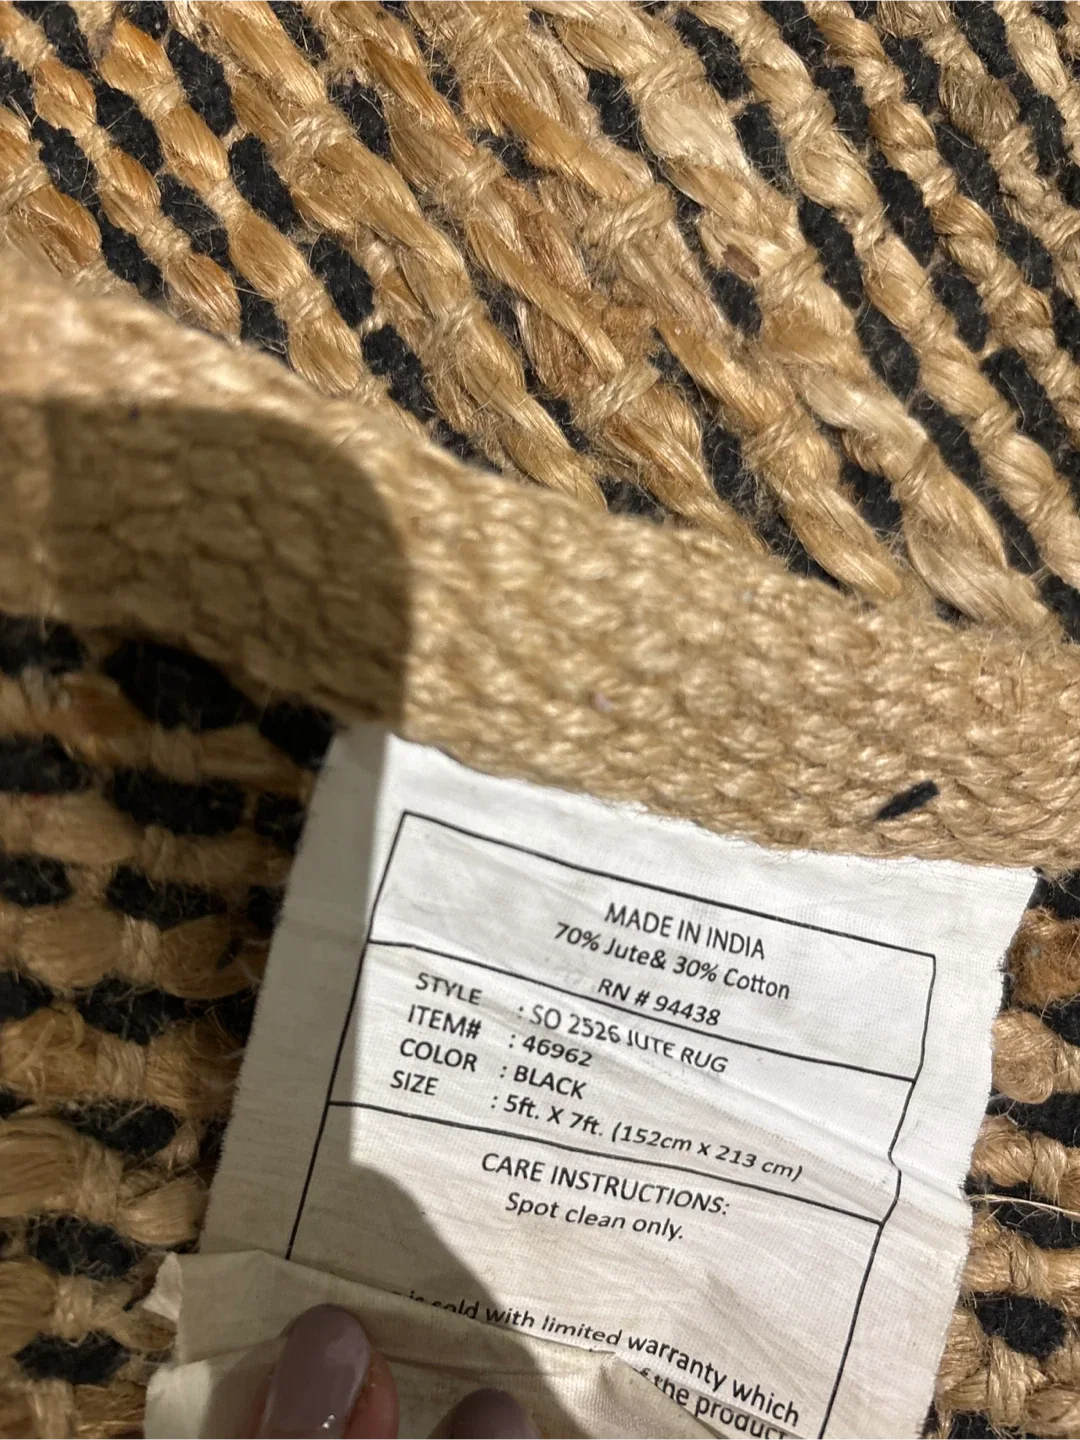 MADE IN INDIA
70% Jute& 30% Cotton
RN # 94438
STYLE : SO 2526 JUTE RUG
ITEM# : 46962
COLOR : BLACK
SIZE : 5ft. X 7ft. (152cm x 213 cm)
CARE INSTRUCTIONS:
Spot clean only.
is sold with limited warranty which
the product